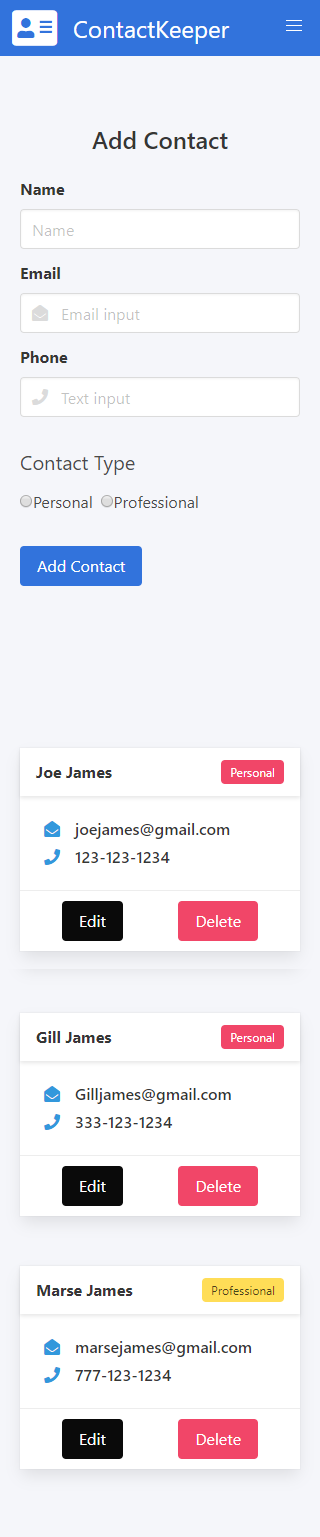 ContactKeeper
Add Contact
Name
Name
Email
Email input
Phone
Text input
Contact Type
Personal Professional
Add Contact
Joe James Personal
joejames@gmail.com
123-123-1234
Edit Delete
Gill James Personal
Gilljames@gmail.com
333-123-1234
Edit Delete
Marse James Professional
marsejames@gmail.com
777-123-1234
Edit Delete